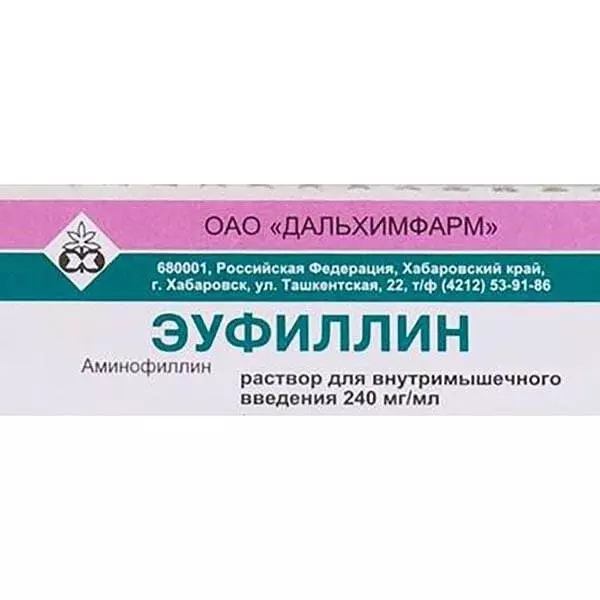 ОАО «ДАЛЬХИМФАРМ»
680001, Российская Федерация, Хабаровский край,
г. Хабаровск, ул. Ташкентская, 22, т/ф (4212) 53-91-86
ЭУФИЛЛИН
Аминофиллин
раствор для внутримышечного
введения 240 мг/мл